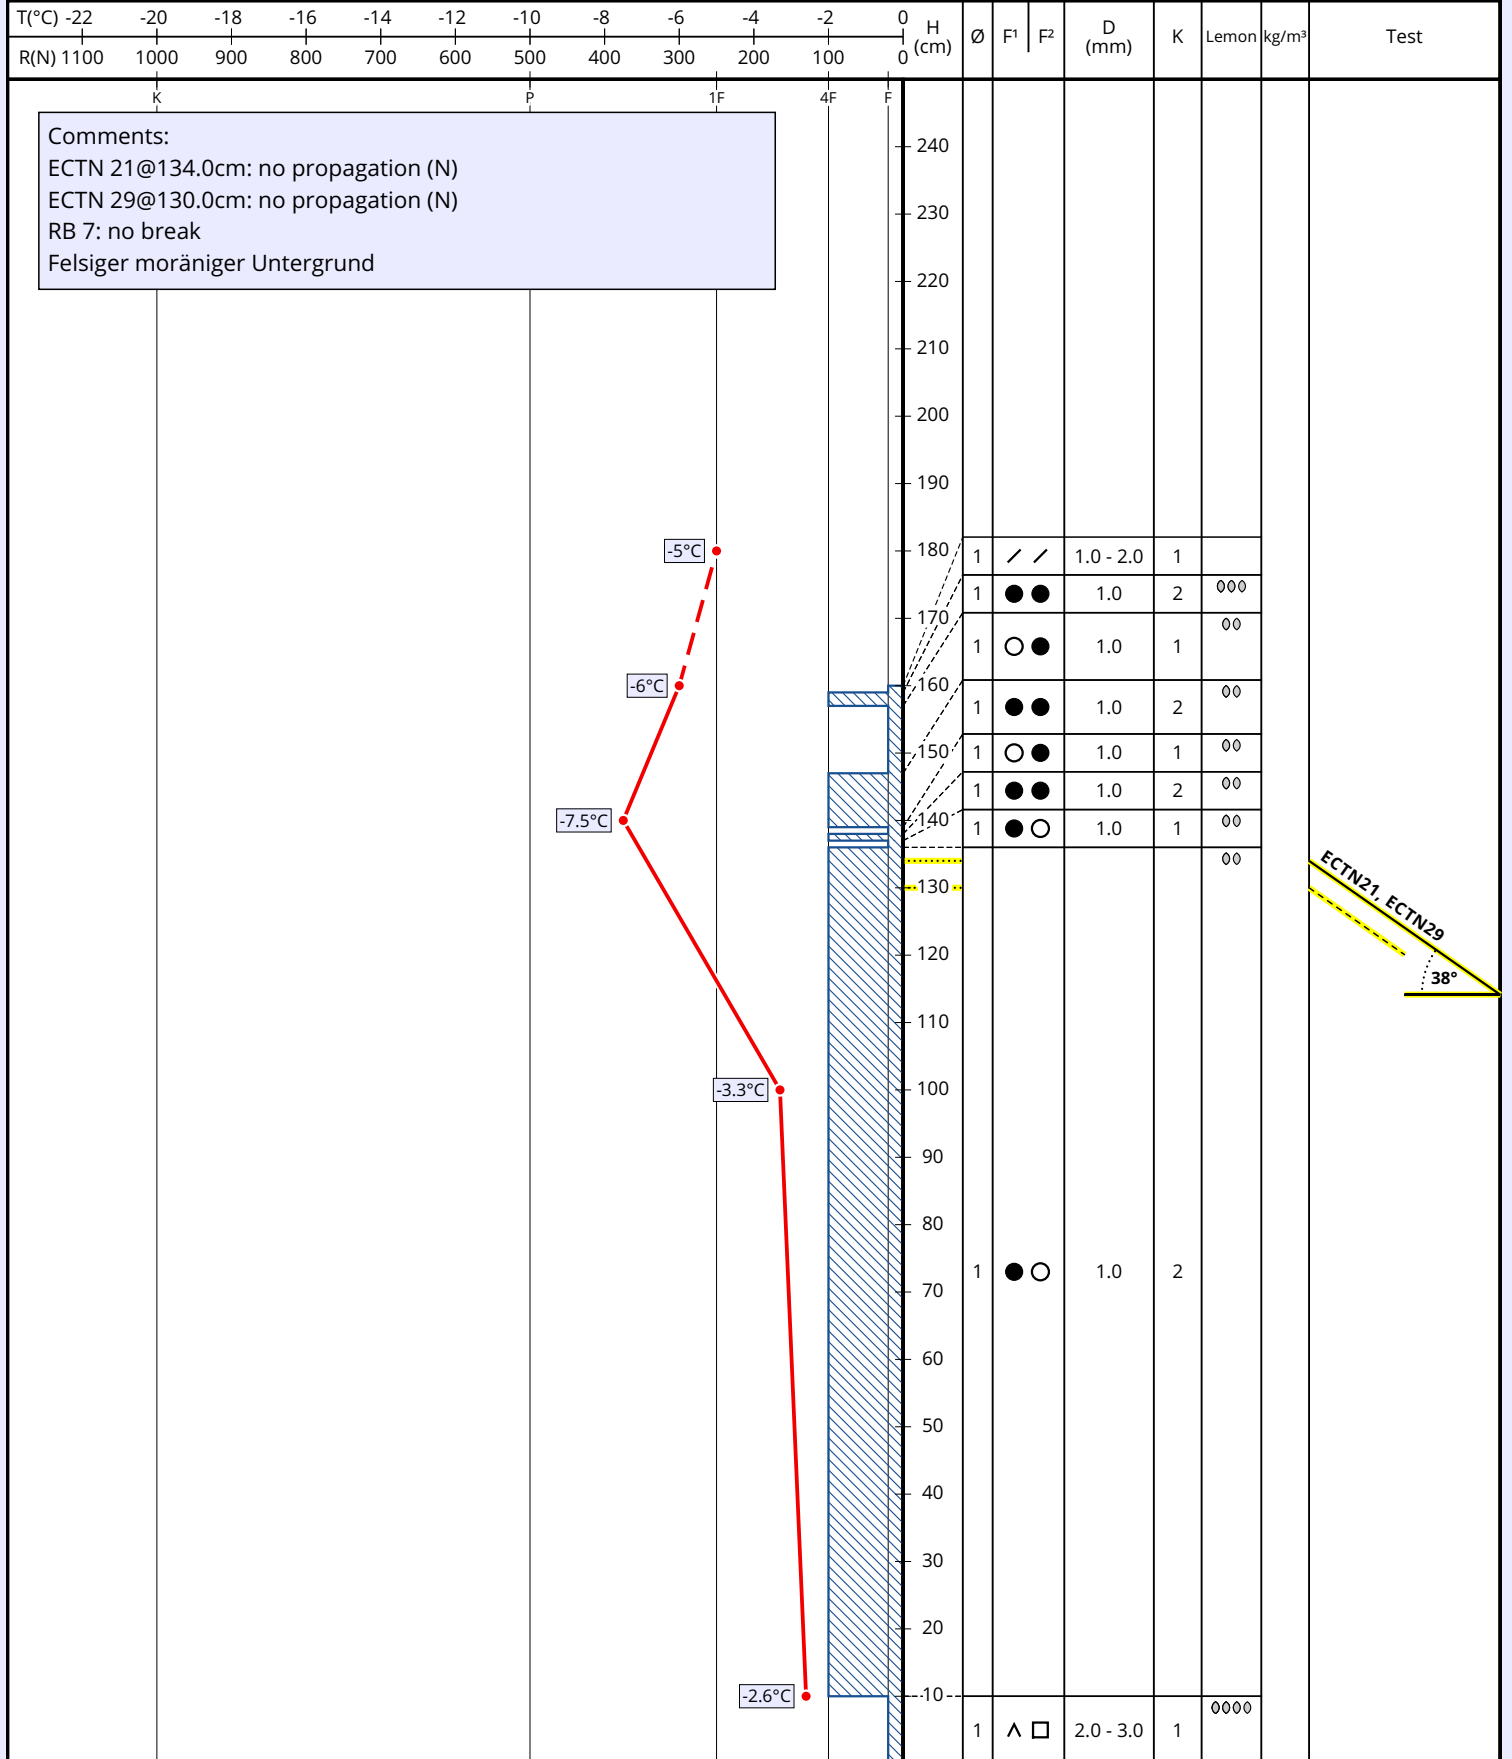 T(°C) -22 -20 -18 -16 -14 -12 -10 -8 -6 -4 -2 0
R(N) 1100 1000 900 800 700 600 500 400 300 200 100 0
H (cm) Ø F¹ F² D (mm) K Lemon kg/m³ Test
K P 1F 4F F
Comments:
ECTN 21@134.0cm: no propagation (N)
ECTN 29@130.0cm: no propagation (N)
RB 7: no break
Felsiger moräniger Untergrund
240
230
220
210
200
190
-5°C 180 1 1.0 - 2.0 1
1 1.0 2
170
1 1.0 1
-6°C 160
1 1.0 2
150 1 1.0 1
1 1.0 2
-7.5°C 140 1 1.0 1
130
ECTN21, ECTN29
38°
120
110
-3.3°C 100
90
80
1 1.0 2
70
60
50
40
30
20
-2.6°C 10
1 2.0 - 3.0 1